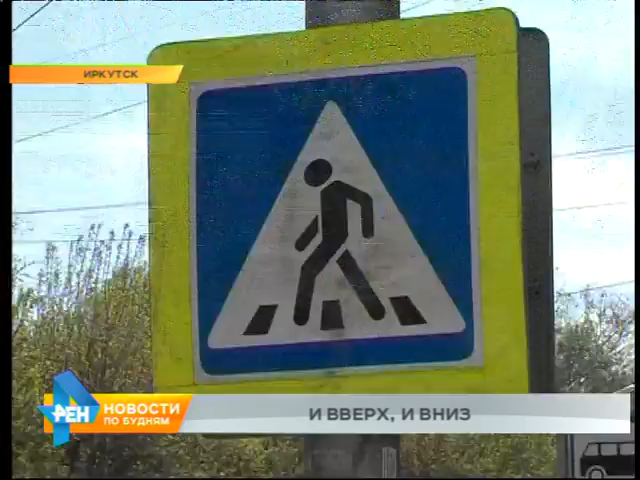 ИРКУТСК
РЕН
НОВОСТИ
ПО БУДНЯМ
И ВВЕРХ, И ВНИЗ